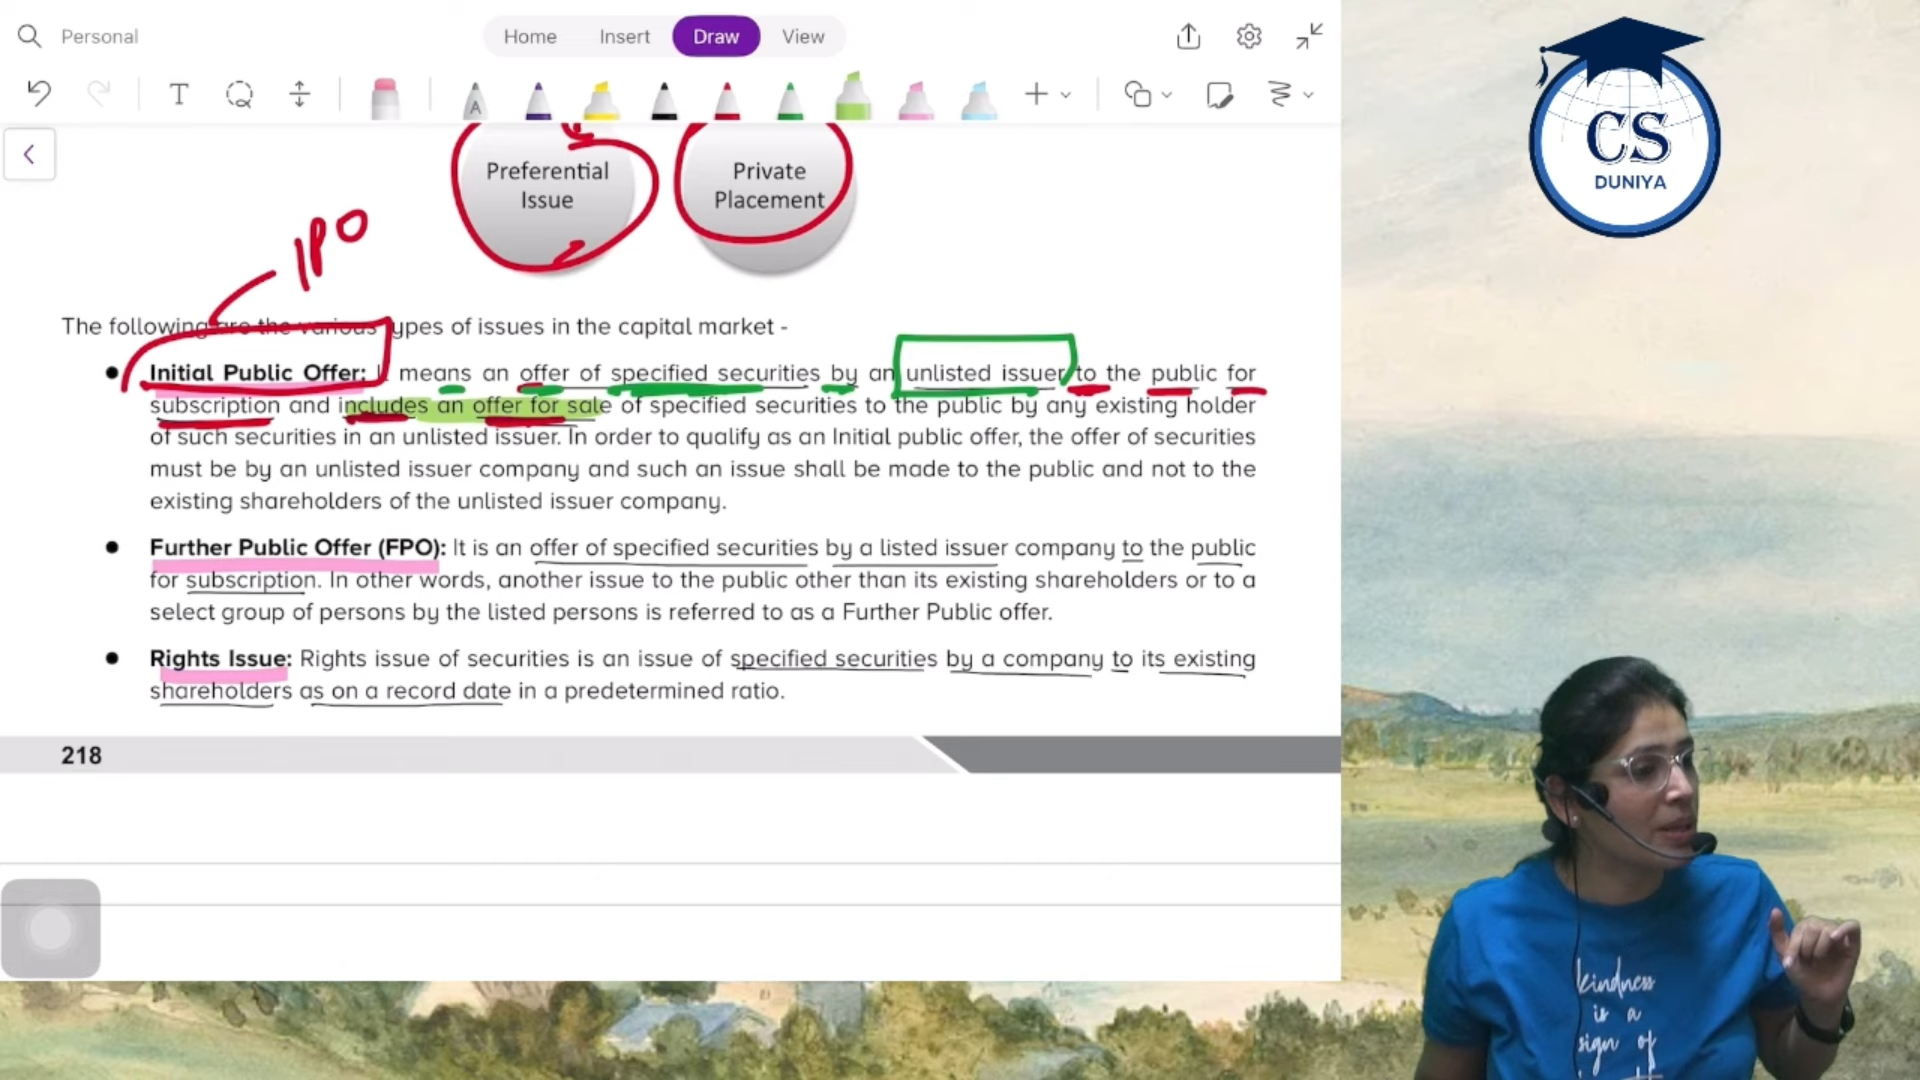 Personal
Home Insert Draw View
A
CS
DUNIYA
Preferential
Issue
Private
Placement
IPO
The following are the various types of issues in the capital market -
Initial Public Offer: It means an offer of specified securities by an unlisted issuer to the public for
subscription and includes an offer for sale of specified securities to the public by any existing holder
of such securities in an unlisted issuer. In order to qualify as an Initial public offer, the offer of securities
must be by an unlisted issuer company and such an issue shall be made to the public and not to the
existing shareholders of the unlisted issuer company.
Further Public Offer (FPO): It is an offer of specified securities by a listed issuer company to the public
for subscription. In other words, another issue to the public other than its existing shareholders or to a
select group of persons by the listed persons is referred to as a Further Public offer.
Rights Issue: Rights issue of securities is an issue of specified securities by a company to its existing
shareholders as on a record date in a predetermined ratio.
218
kindness
is a
sign of